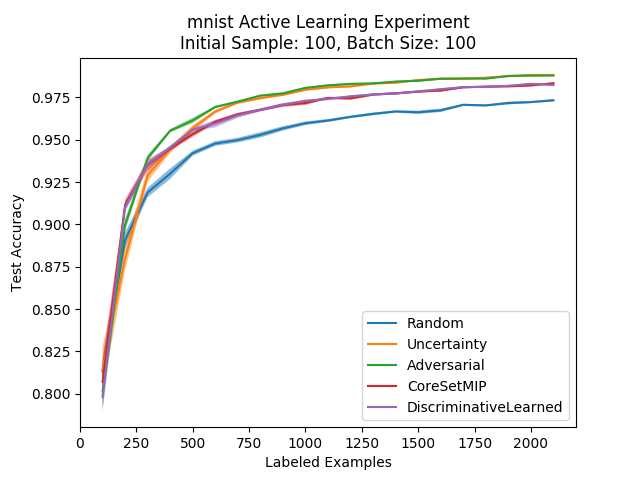 mnist Active Learning Experiment
Initial Sample: 100, Batch Size: 100
Test Accuracy
0.975
0.950
0.925
0.900
0.875
0.850
0.825
0.800
Random
Uncertainty
Adversarial
CoreSetMIP
DiscriminativeLearned
0 250 500 750 1000 1250 1500 1750 2000
Labeled Examples